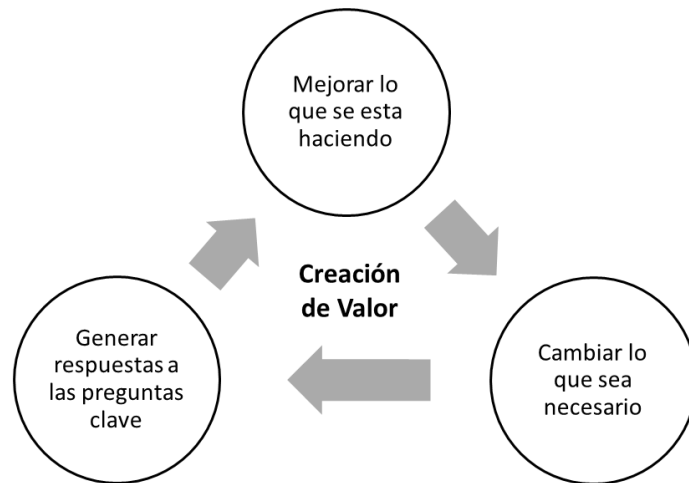 Mejorar lo
que se esta
haciendo
Creación
de Valor
Generar
respuestas a
las preguntas
clave
Cambiar lo
que sea
necesario